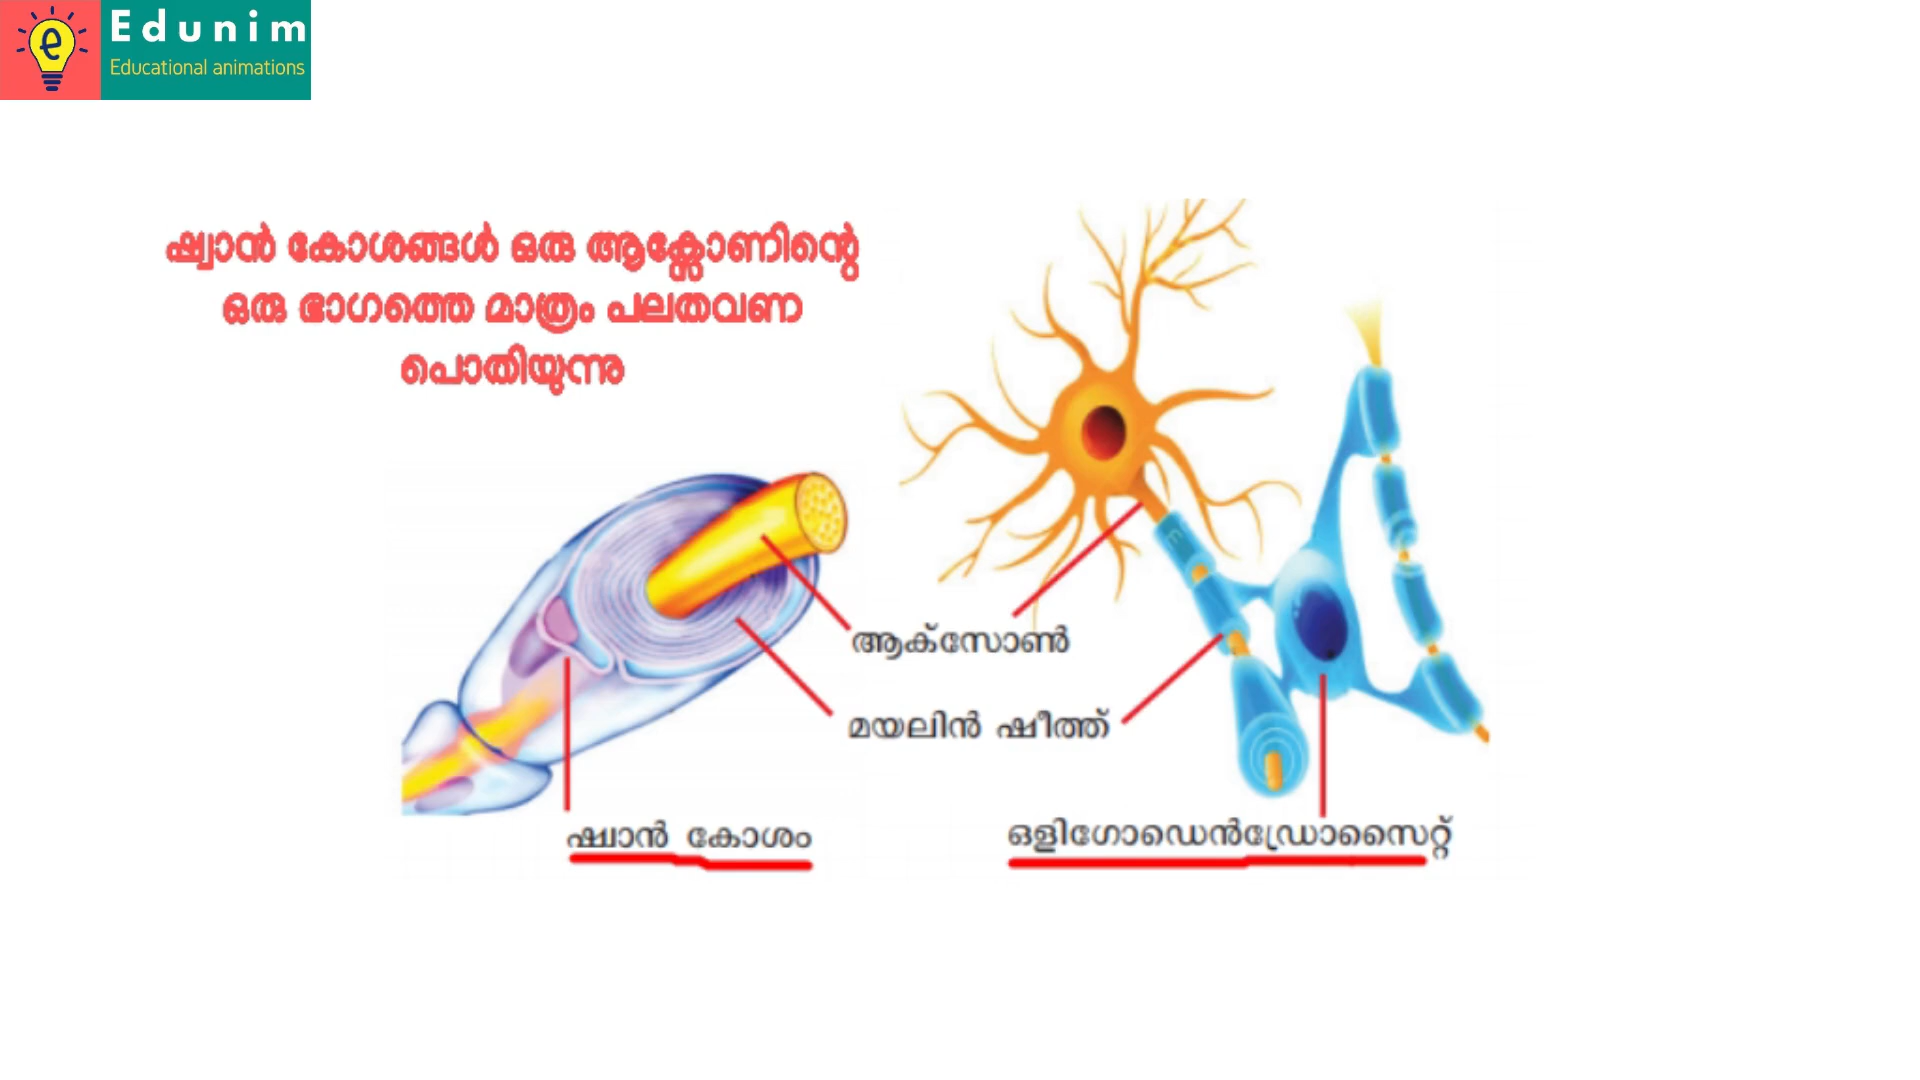 Edunim
Educational animations
ഷ്വാൻ കോശങ്ങൾ ഒരു ആക്സോണിന്റെ
ഒരു ഭാഗത്തെ മാത്രം പലതവണ
പൊതിയുന്നു
ആക്സോൺ
മയലിൻ ഷീത്ത്
ഷ്വാൻ കോശം
ഒളിഗോഡെൻഡ്രോസൈറ്റ്